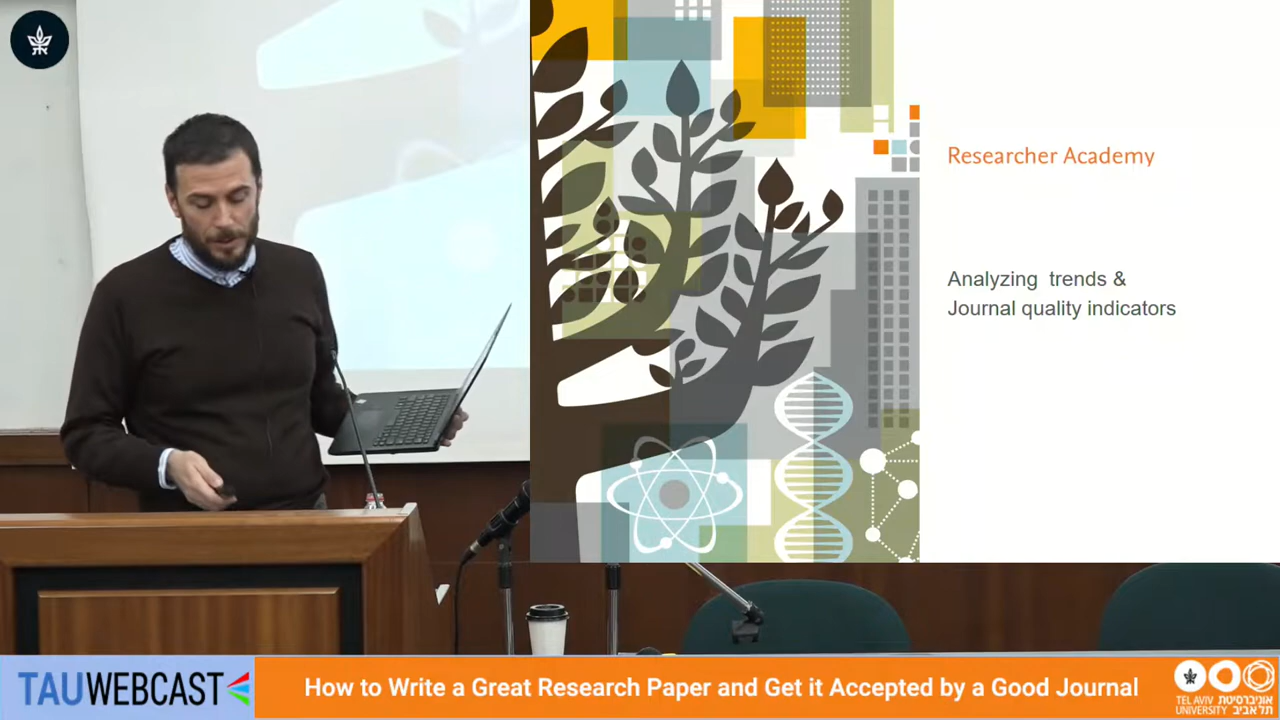 Researcher Academy
Analyzing trends &
Journal quality indicators
TAUWEBCAST
How to Write a Great Research Paper and Get it Accepted by a Good Journal
TEL AVIV אוניברסיטת
UNIVERSITY תל אביב